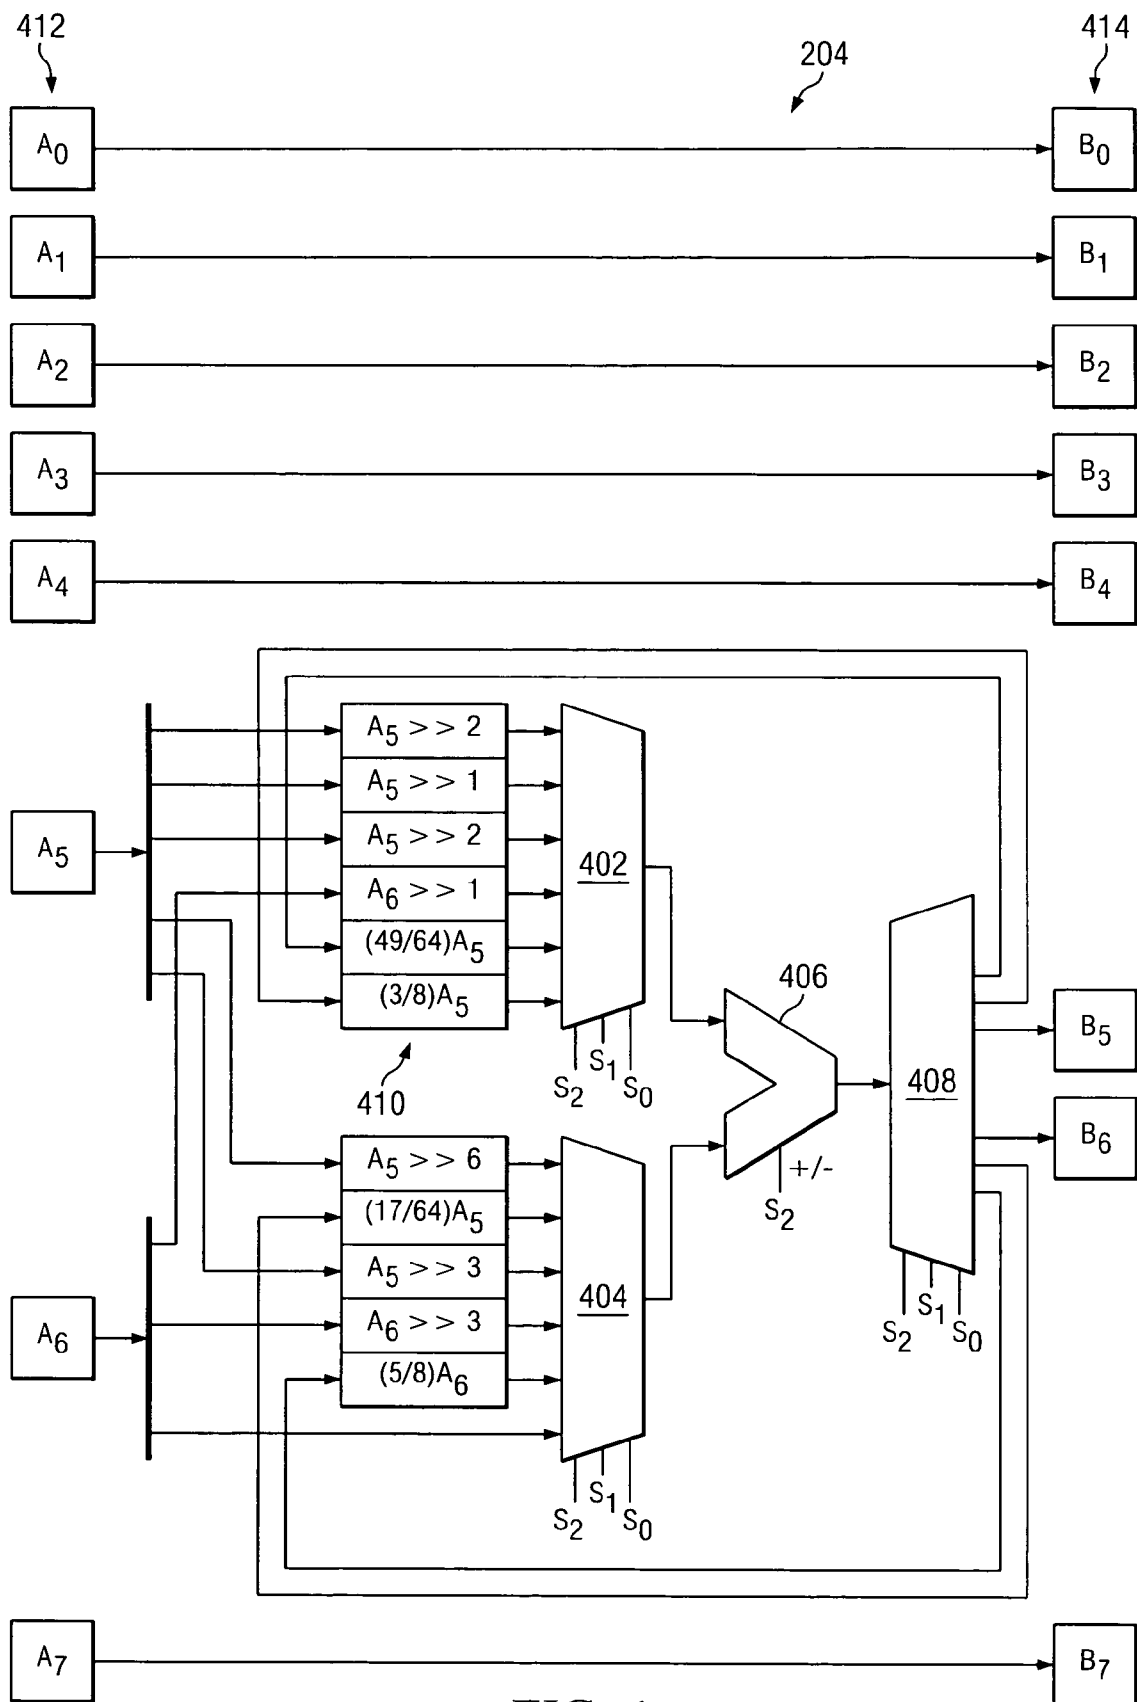 412
414
204
A0
B0
A1
B1
A2
B2
A3
B3
A4
B4
A5 >> 2
A5 >> 1
A5 >> 2
A6 >> 1
(49/64)A5
(3/8)A5
402
A5
S2 S1 S0
410
406
408
B5
B6
+/-
S2
A5 >> 6
(17/64)A5
A5 >> 3
A6 >> 3
(5/8)A6
404
A6
S2 S1 S0
S2 S1 S0
A7
B7